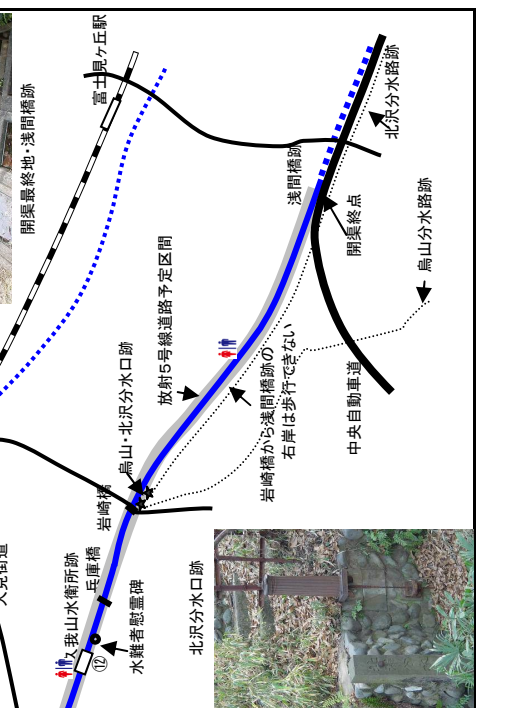 富士見ヶ丘駅
開渠最終地・浅間橋跡
北沢分水路跡
浅間橋跡
開渠終点
烏山分水路跡
放射5号線道路予定区間
烏山・北沢分水口跡
岩崎橋から浅間橋跡の
右岸は歩行できない
中央自動車道
岩崎橋
兵庫橋
久我山水衛所跡
⑫
水難者慰霊碑
北沢分水口跡